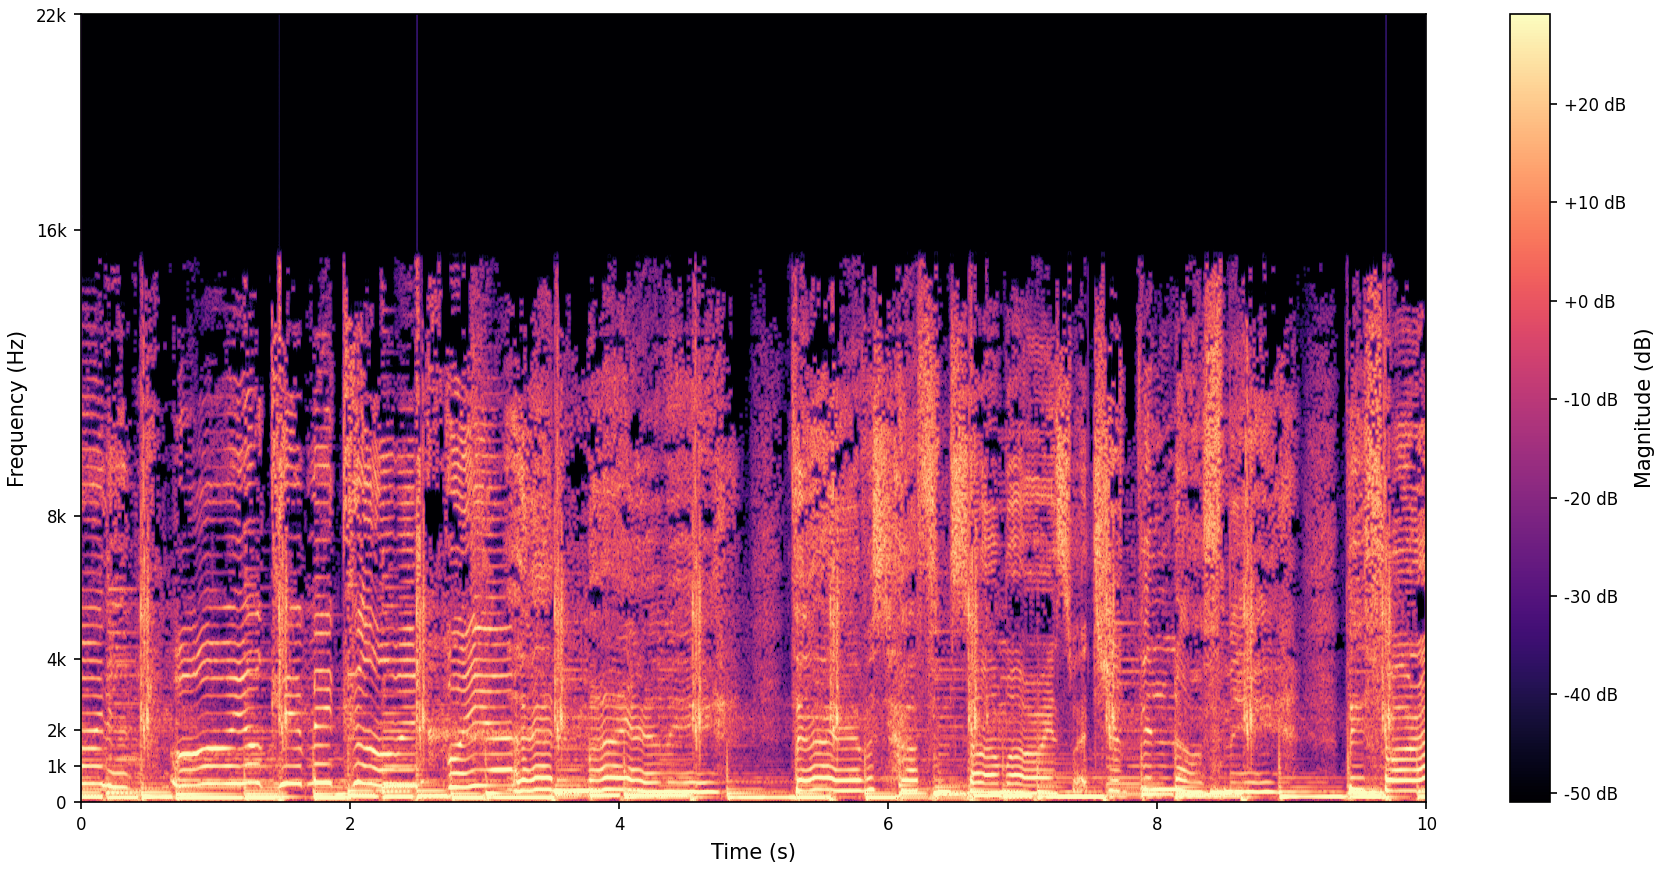 22k
16k
8k
4k
2k
1k
0
Frequency (Hz)
0
2
4
6
8
10
Time (s)
+20 dB
+10 dB
+0 dB
-10 dB
-20 dB
-30 dB
-40 dB
-50 dB
Magnitude (dB)